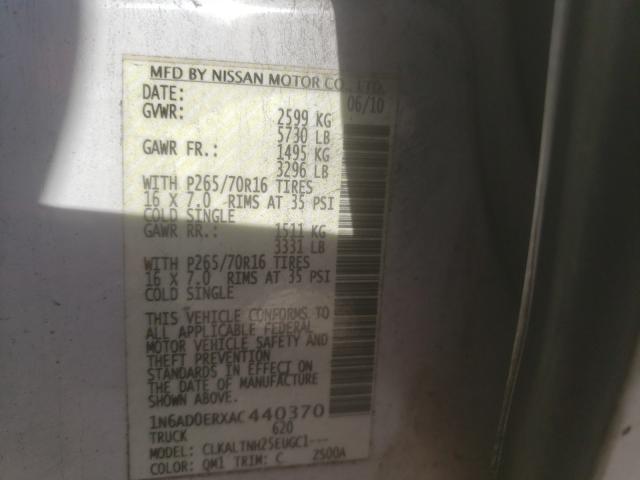 MFD BY NISSAN MOTOR CO., LTD.
DATE: 06/10
GVWR: 2599 KG
5730 LB
GAWR FR.: 1495 KG
3296 LB
WITH P265/70R16 TIRES
16 X 7.0 RIMS AT 35 PSI
COLD SINGLE
GAWR RR.: 1511 KG
3331 LB
WITH P265/70R16 TIRES
16 X 7.0 RIMS AT 35 PSI
COLD SINGLE
THIS VEHICLE CONFORMS TO
ALL APPLICABLE FEDERAL
MOTOR VEHICLE SAFETY AND
THEFT PREVENTION
STANDARDS IN EFFECT ON
THE DATE OF MANUFACTURE
SHOWN ABOVE.
1N6AD0ERXAC440370
TRUCK 620
MODEL: CLKALTNH25EUGC1---
COLOR: QM1 TRIM: C 2500A